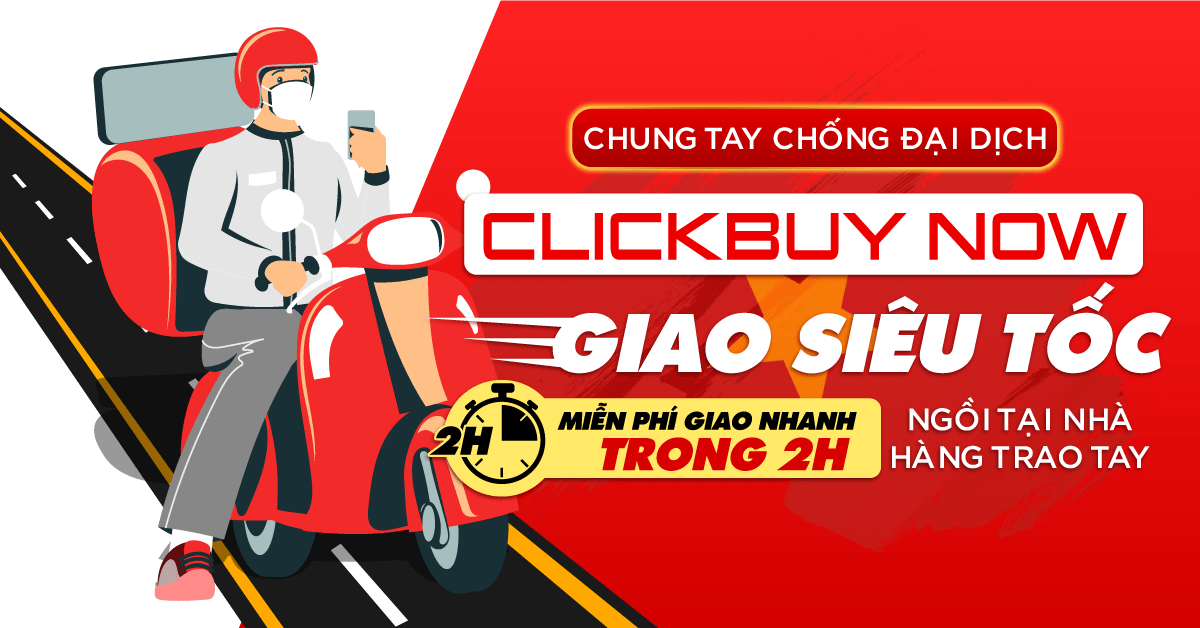 CHUNG TAY CHỐNG ĐẠI DỊCH
CLICKBUY NOW
GIAO SIÊU TỐC
2H
MIỄN PHÍ GIAO NHANH
TRONG 2H
NGỒI TẠI NHÀ
HÀNG TRAO TAY